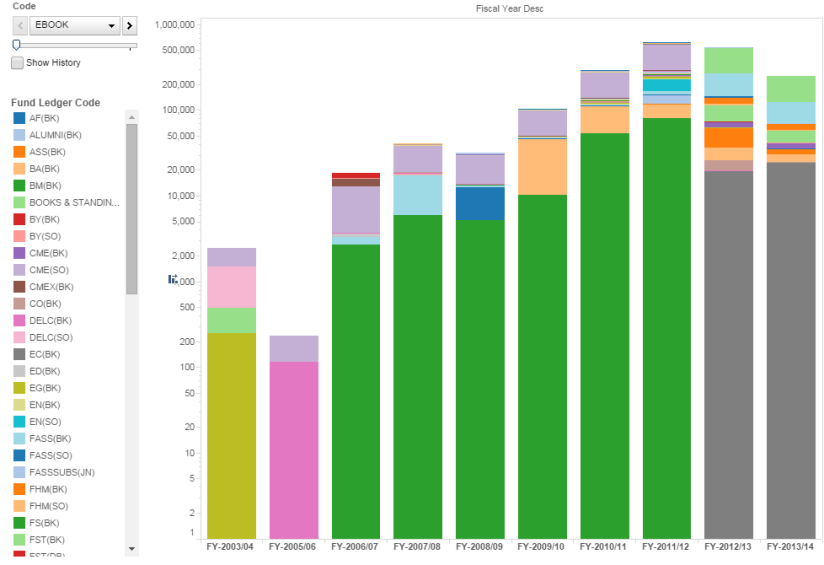 Code
EBOOK
Show History
Fund Ledger Code
AF(BK)
ALUMNI(BK)
ASS(BK)
BA(BK)
BM(BK)
BOOKS & STANDIN...
BY(BK)
BY(SO)
CME(BK)
CME(SO)
CMEX(BK)
CO(BK)
DELC(BK)
DELC(SO)
EC(BK)
ED(BK)
EG(BK)
EN(BK)
EN(SO)
FASS(BK)
FASS(SO)
FASSSUBS(JN)
FHM(BK)
FHM(SO)
FS(BK)
FST(BK)
Fiscal Year Desc
1,000,000
500,000
200,000
100,000
50,000
20,000
10,000
5,000
2,000
1,000
500
200
100
50
20
10
5
2
1
FY-2003/04 FY-2005/06 FY-2006/07 FY-2007/08 FY-2008/09 FY-2009/10 FY-2010/11 FY-2011/12 FY-2012/13 FY-2013/14